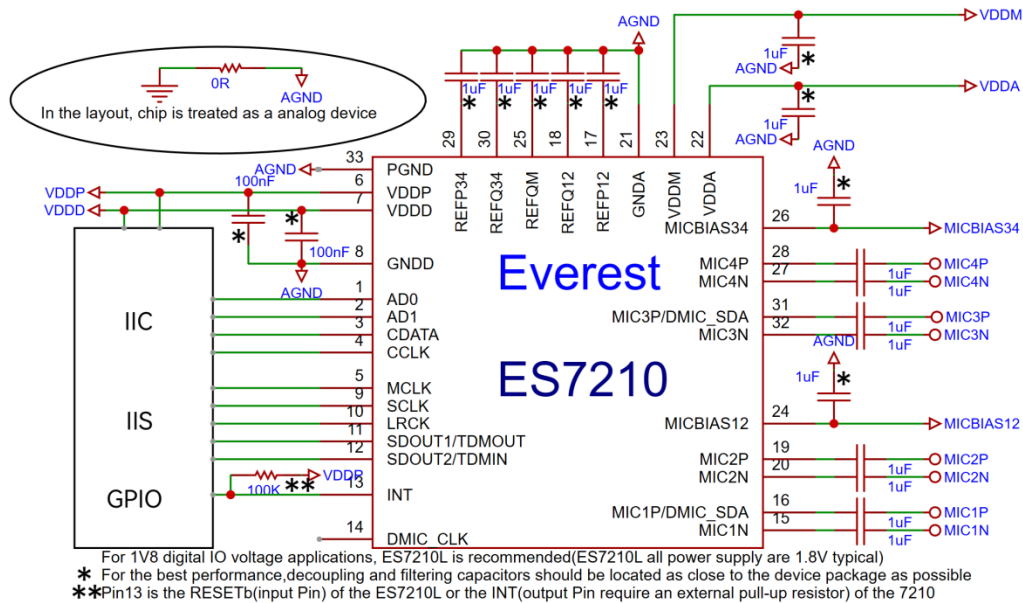 AGND
VDDM
1uF
AGND
VDDA
1uF
AGND
0R
AGND
In the layout, chip is treated as a analog device
1uF
*
1uF
*
1uF
*
1uF
*
1uF
*
*
*
29
30
25
18
17
21
23
22
REFP34
REFQ34
REFQM
REFQ12
REFP12
GNDA
VDDM
VDDA
AGND
33
PGND
VDDP
6
VDDP
VDDD
7
VDDD
100nF
*
*
100nF
8
GNDD
AGND
1
AD0
2
AD1
3
CDATA
4
CCLK
5
MCLK
9
SCLK
10
LRCK
11
SDOUT1/TDMOUT
12
SDOUT2/TDMIN
100K
**
VDDP
13
INT
14
DMIC_CLK
IIC
IIS
GPIO
Everest
ES7210
AGND
1uF
*
MICBIAS34
26
MICBIAS34
MIC4P
28
1uF
MIC4P
MIC4N
27
1uF
MIC4N
MIC3P/DMIC_SDA
31
1uF
MIC3P
MIC3N
32
1uF
MIC3N
AGND
1uF
*
MICBIAS12
24
MICBIAS12
MIC2P
19
1uF
MIC2P
MIC2N
20
1uF
MIC2N
MIC1P/DMIC_SDA
16
1uF
MIC1P
MIC1N
15
1uF
MIC1N
For 1V8 digital IO voltage applications, ES7210L is recommended(ES7210L all power supply are 1.8V typical)
* For the best performance,decoupling and filtering capacitors should be located as close to the device package as possible
**Pin13 is the RESETb(input Pin) of the ES7210L or the INT(output Pin require an external pull-up resistor) of the 7210